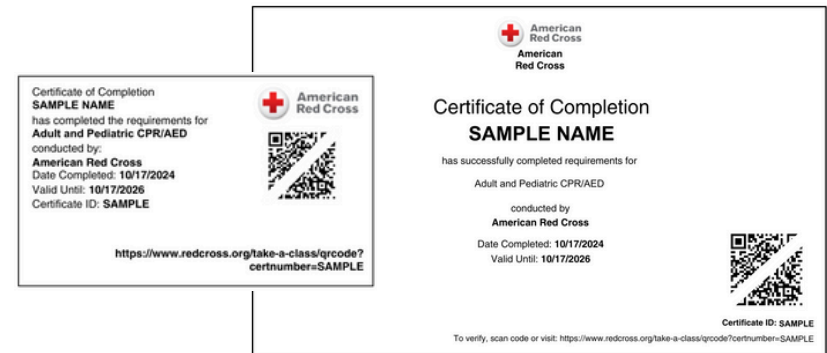 Certificate of Completion
SAMPLE NAME
has completed the requirements for
Adult and Pediatric CPR/AED
conducted by:
American Red Cross
Date Completed: 10/17/2024
Valid Until: 10/17/2026
Certificate ID: SAMPLE
American
Red Cross
https://www.redcross.org/take-a-class/qrcode?
certnumber=SAMPLE
American
Red Cross
American
Red Cross
Certificate of Completion
SAMPLE NAME
has successfully completed requirements for
Adult and Pediatric CPR/AED
conducted by
American Red Cross
Date Completed: 10/17/2024
Valid Until: 10/17/2026
Certificate ID: SAMPLE
To verify, scan code or visit: https://www.redcross.org/take-a-class/qrcode?certnumber=SAMPLE